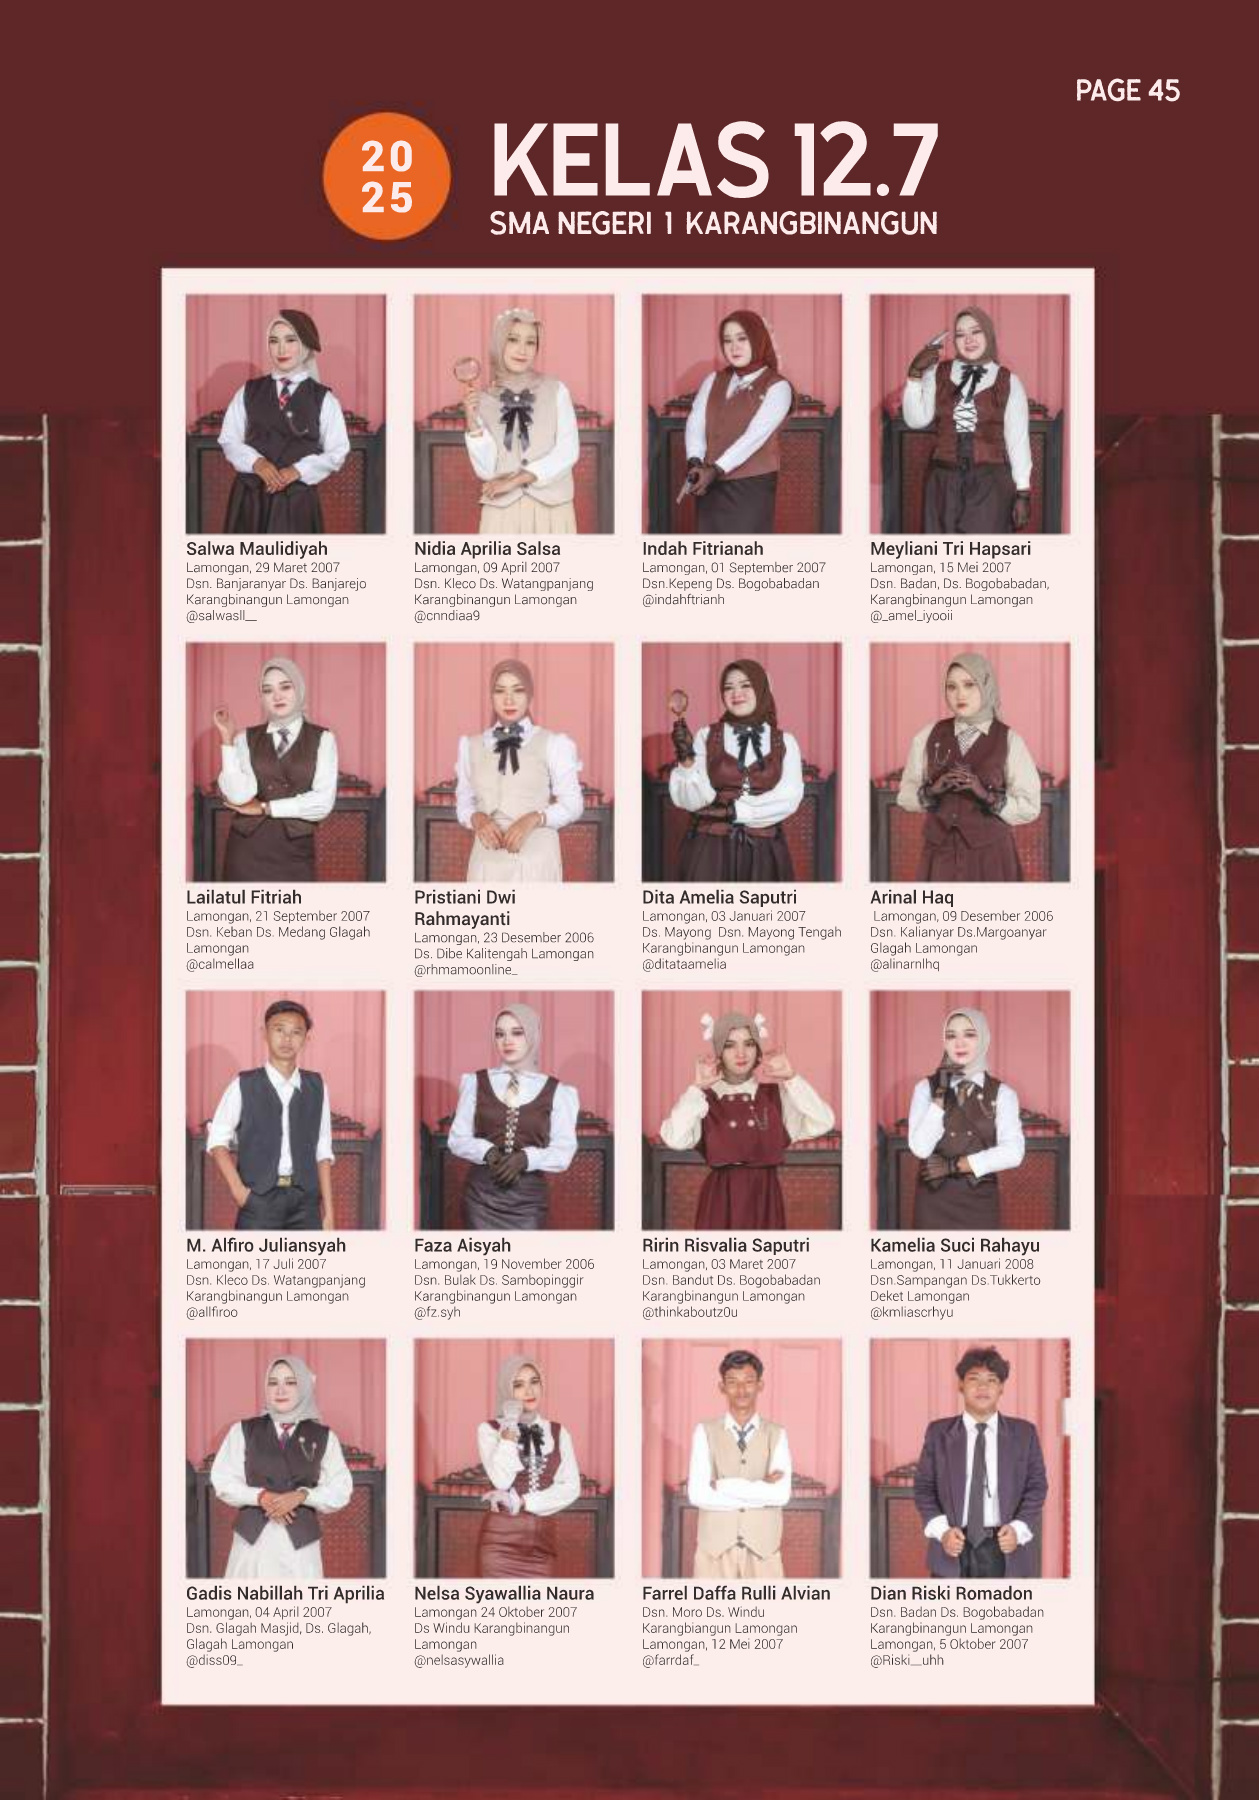 PAGE 45
20
25
KELAS 12.7
SMA NEGERI 1 KARANGBINANGUN
Salwa Maulidiyah
Lamongan, 29 Maret 2007
Dsn. Banjaranyar Ds. Banjarejo
Karangbinangun Lamongan
@salwasll__
Nidia Aprilia Salsa
Lamongan, 09 April 2007
Dsn. Kleco Ds. Watangpanjang
Karangbinangun Lamongan
@cnndiaa9
Indah Fitrianah
Lamongan, 01 September 2007
Dsn.Kepeng Ds. Bogobabadan
@indahftrianh
Meyliani Tri Hapsari
Lamongan, 15 Mei 2007
Dsn. Badan, Ds. Bogobabadan,
Karangbinangun Lamongan
@_amel_iyooii
Lailatul Fitriah
Lamongan, 21 September 2007
Dsn. Keban Ds. Medang Glagah
Lamongan
@calmellaa
Pristiani Dwi
Rahmayanti
Lamongan, 23 Desember 2006
Ds. Dibe Kalitengah Lamongan
@rhmamoonline_
Dita Amelia Saputri
Lamongan, 03 Januari 2007
Ds. Mayong Dsn. Mayong Tengah
Karangbinangun Lamongan
@ditataamelia
Arinal Haq
Lamongan, 09 Desember 2006
Dsn. Kalianyar Ds.Margoanyar
Glagah Lamongan
@alinarnlhq
M. Alfiro Juliansyah
Lamongan, 17 Juli 2007
Dsn. Kleco Ds. Watangpanjang
Karangbinangun Lamongan
@allfiroo
Faza Aisyah
Lamongan, 19 November 2006
Dsn. Bulak Ds. Sambopinggir
Karangbinangun Lamongan
@fz.syh
Ririn Risvalia Saputri
Lamongan, 03 Maret 2007
Dsn. Bandut Ds. Bogobabadan
Karangbinangun Lamongan
@thinkaboutz0u
Kamelia Suci Rahayu
Lamongan, 11 Januari 2008
Dsn.Sampangan Ds.Tukkerto
Deket Lamongan
@kmliascrhyu
Gadis Nabillah Tri Aprilia
Lamongan, 04 April 2007
Dsn. Glagah Masjid, Ds. Glagah,
Glagah Lamongan
@diss09_
Nelsa Syawallia Naura
Lamongan 24 Oktober 2007
Ds Windu Karangbinangun
Lamongan
@nelsasywallia
Farrel Daffa Rulli Alvian
Dsn. Moro Ds. Windu
Karangbiangun Lamongan
Lamongan, 12 Mei 2007
@farrdaf_
Dian Riski Romadon
Dsn. Badan Ds. Bogobabadan
Karangbinangun Lamongan
Lamongan, 5 Oktober 2007
@Riski__uhh